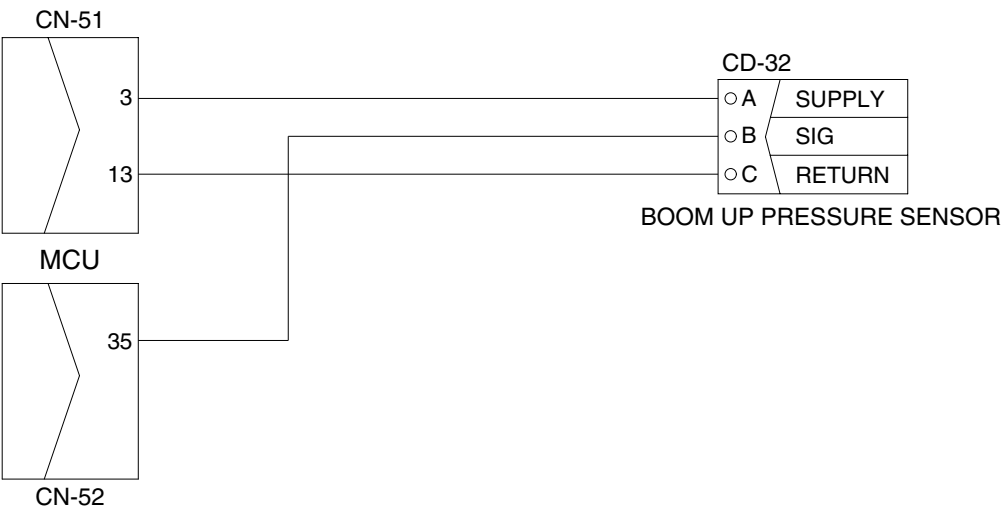 CN-51
3
13
MCU
35
CN-52
CD-32
A SUPPLY
B SIG
C RETURN
BOOM UP PRESSURE SENSOR